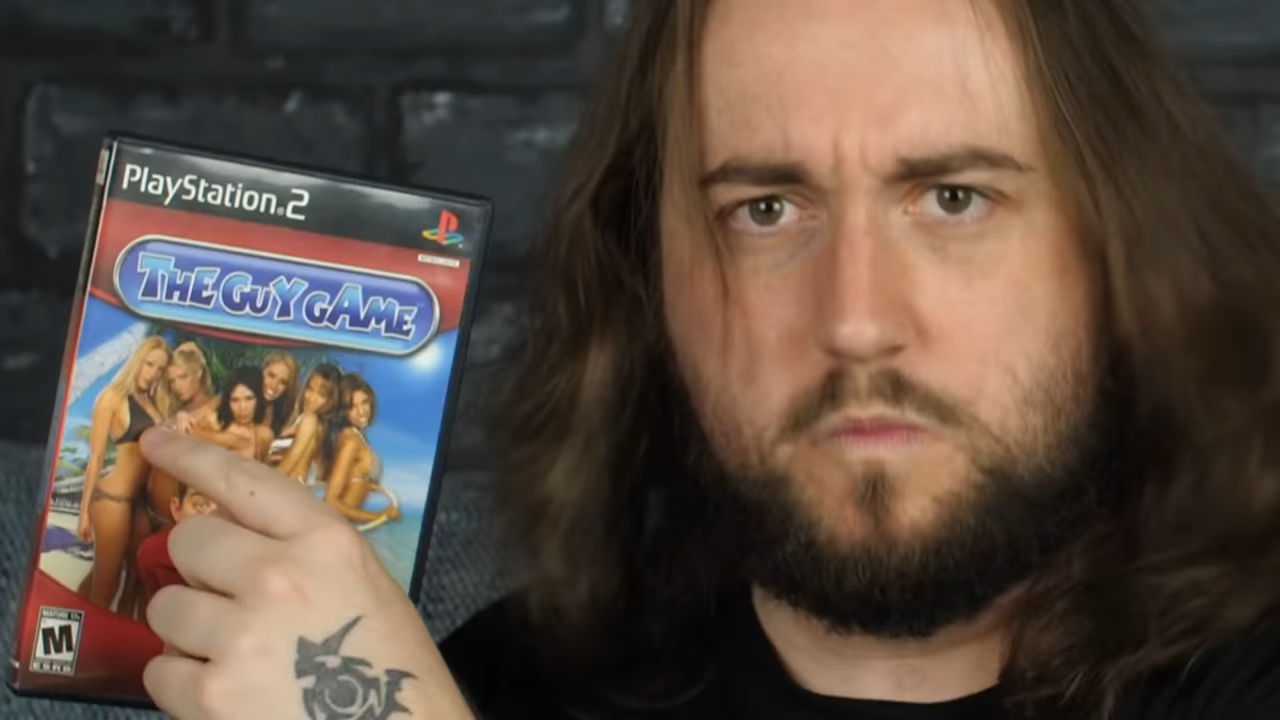 PlayStation.2
THE GUY GAME
MATURE 17+
M
ESRB